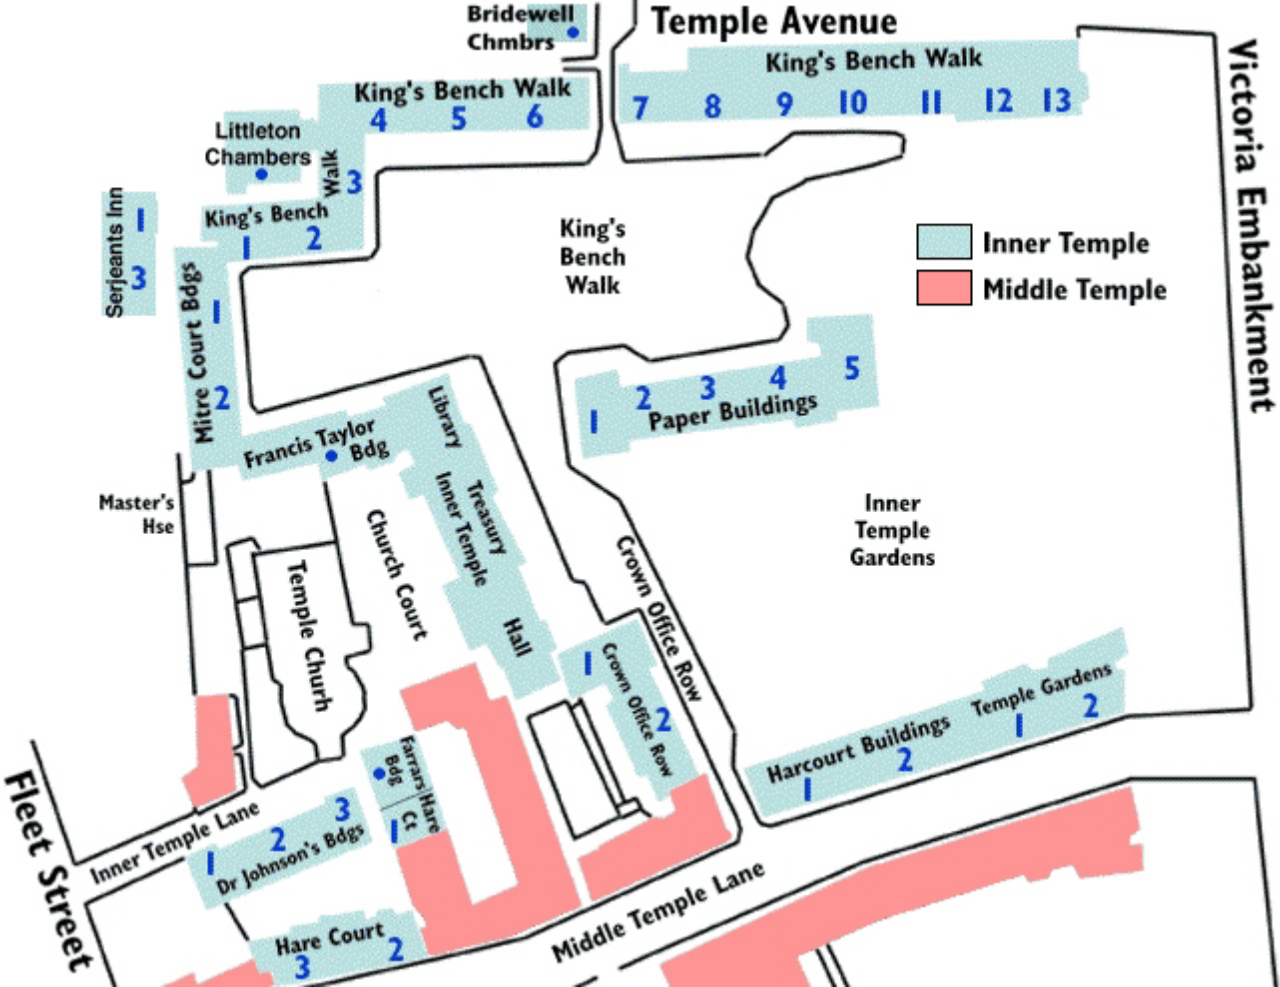 Bridewell
Chmbrs
Temple Avenue
King's Bench Walk
7 8 9 10 11 12 13
King's Bench Walk
4 5 6
Littleton
Chambers
Walk
3
King's Bench
1 2
Serjeants Inn
1
3
Mitre Court Bdgs
1
2
King's
Bench
Walk
Inner Temple
Middle Temple
Victoria Embankment
1 2 3 4 5
Paper Buildings
Francis Taylor
Bdg
Library
Inner Temple
Treasury
Hall
Master's
Hse
Church Court
Temple Churh
Inner
Temple
Gardens
Crown Office Row
1
Crown Office Row
2
Temple Gardens
1 2
Harcourt Buildings
1 2
Farrars
Bdg
Hare
Ct
1
Fleet Street
Inner Temple Lane
1 2 3
Dr Johnson's Bdgs
Hare Court
3 2
Middle Temple Lane